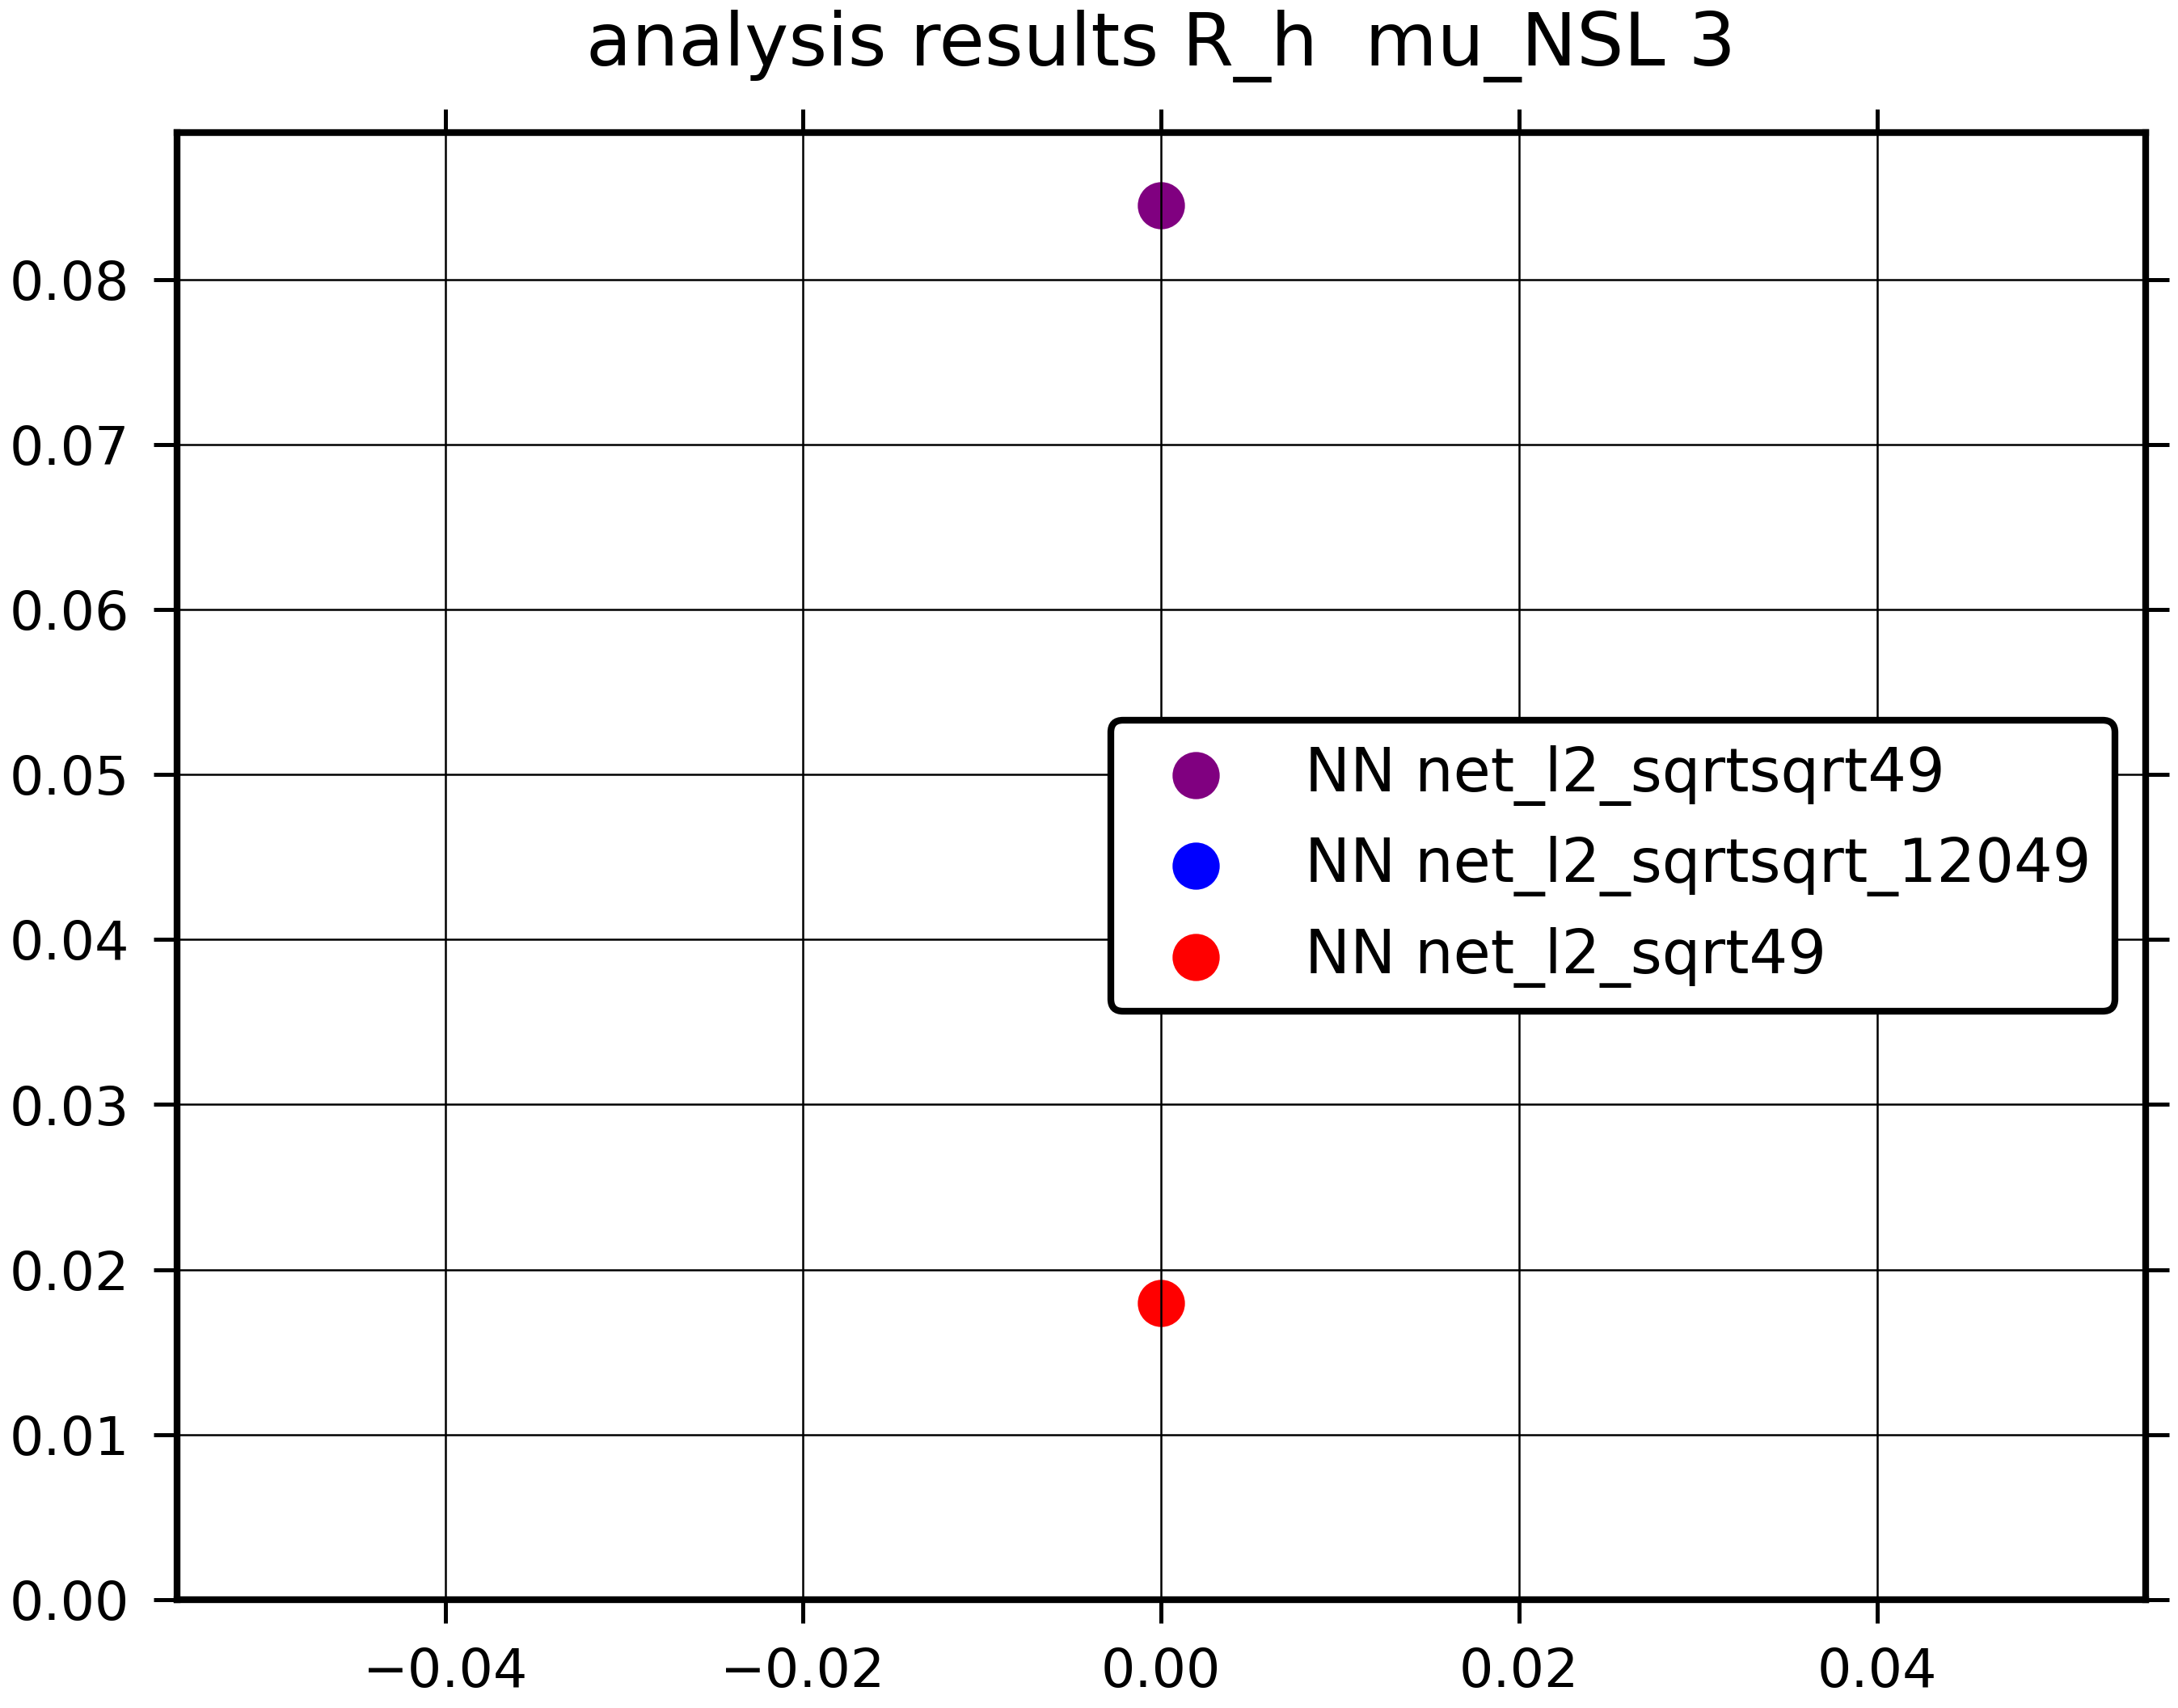 analysis results R_h  mu_NSL 3
0.08
0.07
0.06
0.05
0.04
0.03
0.02
0.01
0.00
NN net_l2_sqrtsqrt49
NN net_l2_sqrtsqrt_12049
NN net_l2_sqrt49
−0.04 −0.02 0.00 0.02 0.04